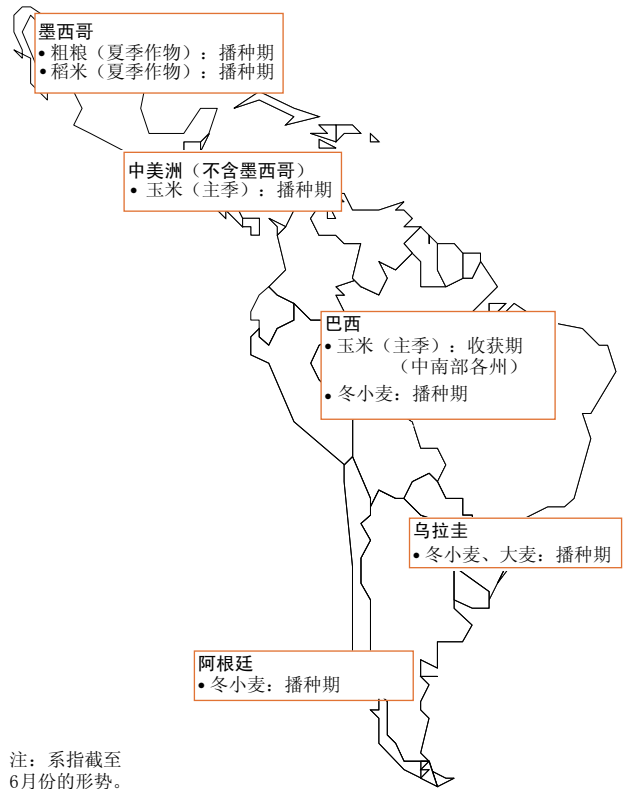 墨西哥
• 粗粮（夏季作物）：播种期
• 稻米（夏季作物）：播种期
中美洲（不含墨西哥）
• 玉米（主季）：播种期
巴西
• 玉米（主季）：收获期
（中南部各州）
• 冬小麦：播种期
乌拉圭
• 冬小麦、大麦：播种期
阿根廷
• 冬小麦：播种期
注：系指截至
6月份的形势。